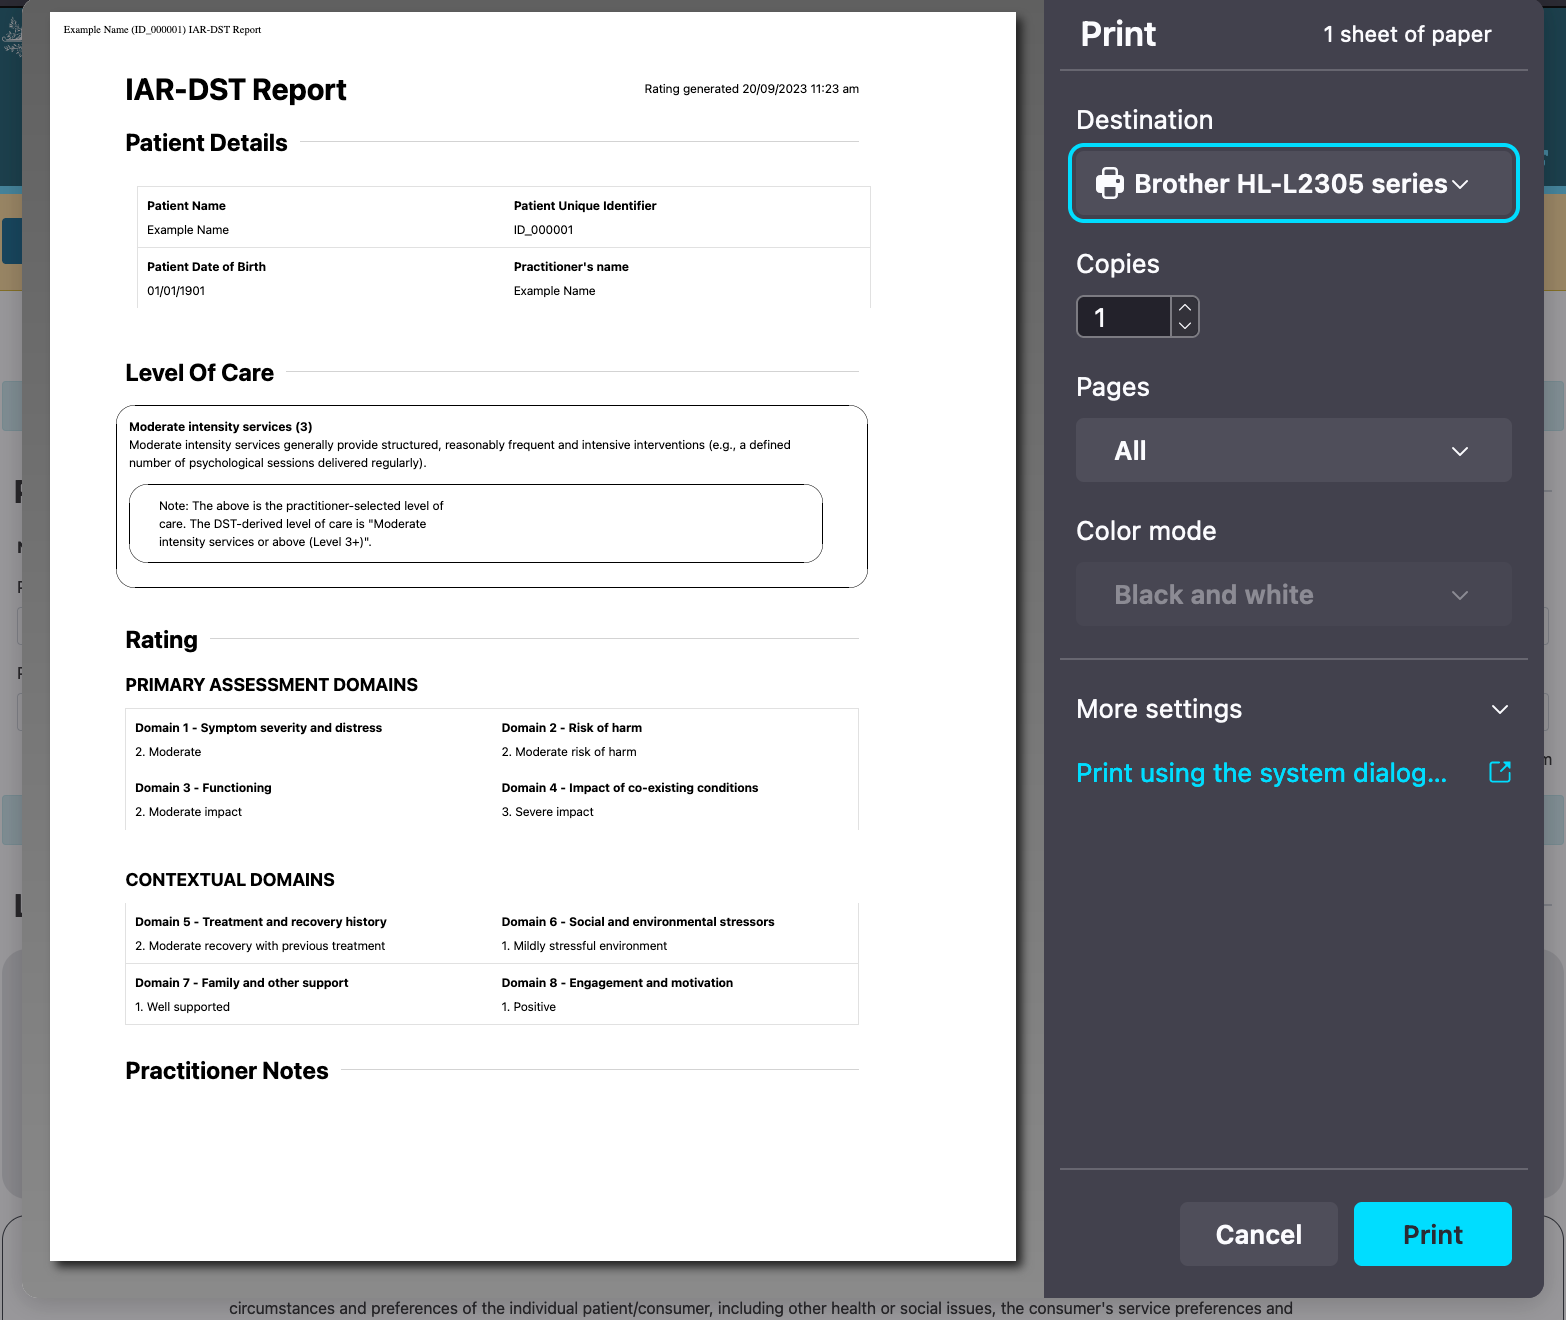 Example Name (ID_000001) IAR-DST Report
IAR-DST Report
Rating generated 20/09/2023 11:23 am
Patient Details
Patient Name
Patient Unique Identifier
Example Name
ID_000001
Patient Date of Birth
Practitioner's name
01/01/1901
Example Name
Level Of Care
Moderate intensity services (3)
Moderate intensity services generally provide structured, reasonably frequent and intensive interventions (e.g., a defined
number of psychological sessions delivered regularly).
Note: The above is the practitioner-selected level of
care. The DST-derived level of care is "Moderate
intensity services or above (Level 3+)".
Rating
PRIMARY ASSESSMENT DOMAINS
Domain 1 - Symptom severity and distress
Domain 2 - Risk of harm
2. Moderate
2. Moderate risk of harm
Domain 3 - Functioning
Domain 4 - Impact of co-existing conditions
2. Moderate impact
3. Severe impact
CONTEXTUAL DOMAINS
Domain 5 - Treatment and recovery history
Domain 6 - Social and environmental stressors
2. Moderate recovery with previous treatment
1. Mildly stressful environment
Domain 7 - Family and other support
Domain 8 - Engagement and motivation
1. Well supported
1. Positive
Practitioner Notes
Print
1 sheet of paper
Destination
Brother HL-L2305 series
Copies
1
Pages
All
Color mode
Black and white
More settings
Print using the system dialog...
Cancel
Print
circumstances and preferences of the individual patient/consumer, including other health or social issues, the consumer's service preferences and